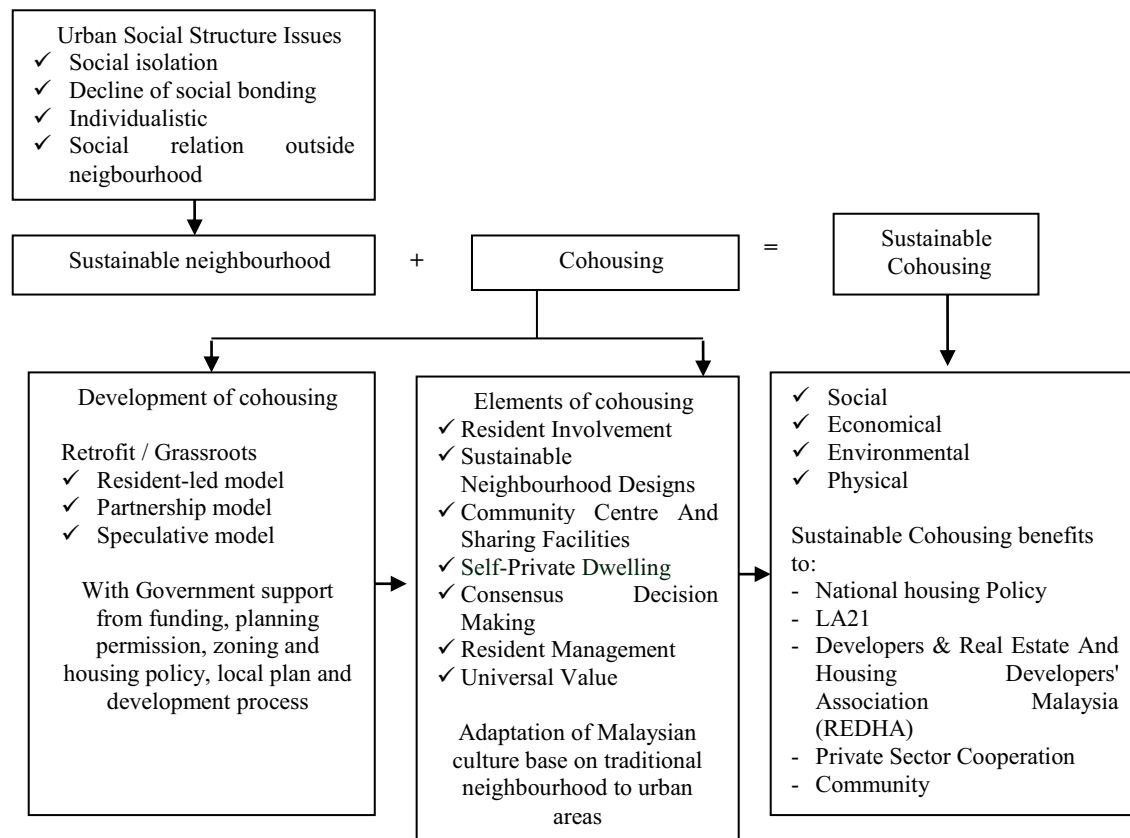 Urban Social Structure Issues
✓ Social isolation
✓ Decline of social bonding
✓ Individualistic
✓ Social relation outside
neigbourhood
Sustainable neighbourhood
+
Cohousing
=
Sustainable
Cohousing
Development of cohousing
Retrofit / Grassroots
✓ Resident-led model
✓ Partnership model
✓ Speculative model
With Government support
from funding, planning
permission, zoning and
housing policy, local plan and
development process
Elements of cohousing
✓ Resident Involvement
✓ Sustainable
Neighbourhood Designs
✓ Community Centre And
Sharing Facilities
✓ Self-Private Dwelling
✓ Consensus Decision
Making
✓ Resident Management
✓ Universal Value
Adaptation of Malaysian
culture base on traditional
neighbourhood to urban
areas
✓ Social
✓ Economical
✓ Environmental
✓ Physical
Sustainable Cohousing benefits
to:
- National housing Policy
- LA21
- Developers & Real Estate And
Housing Developers'
Association Malaysia
(REDHA)
- Private Sector Cooperation
- Community